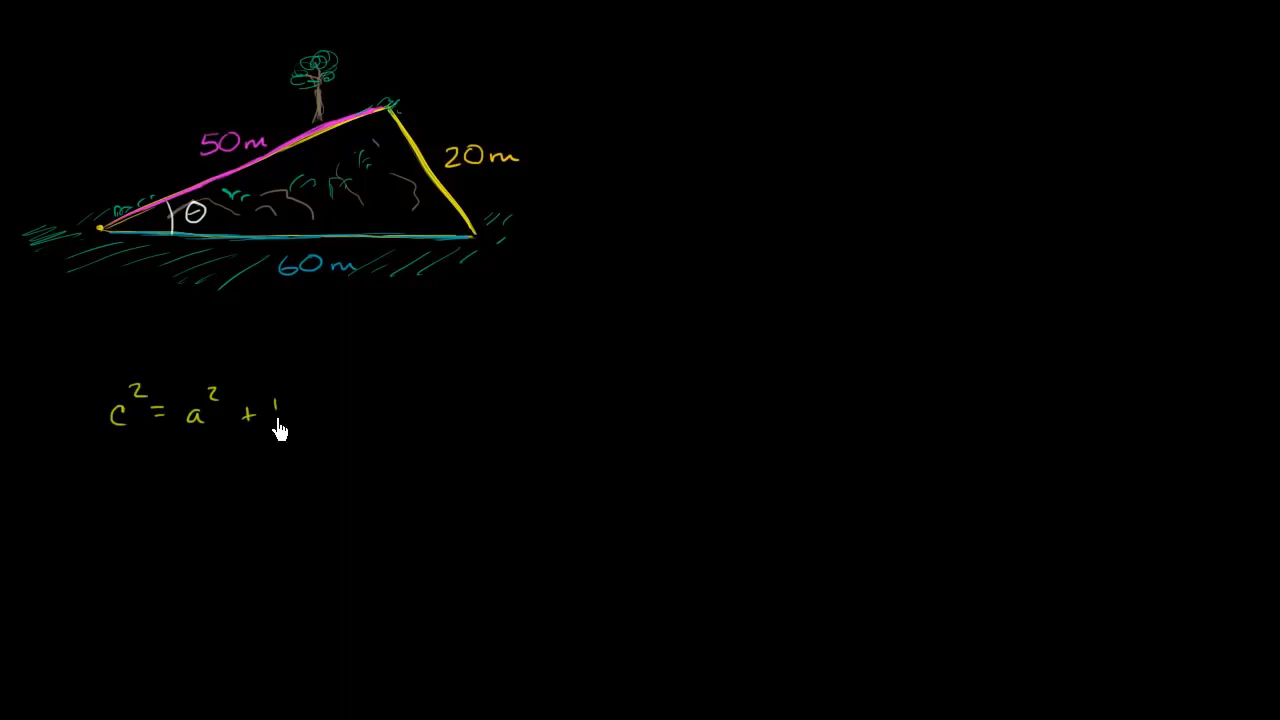 50m
20m
θ
60m
c² = a² +